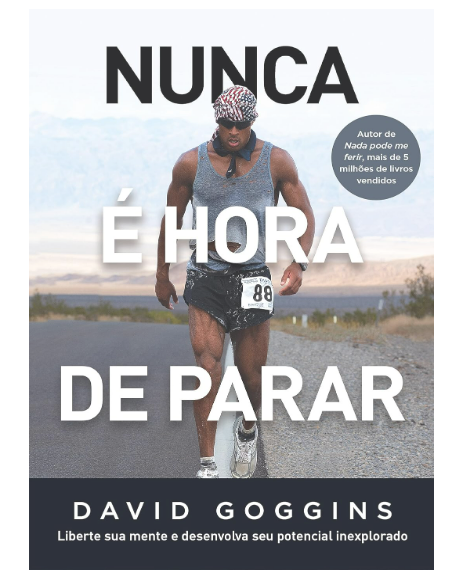 NUNCA
Autor de
Nada pode me
ferir, mais de 5
milhões de livros
vendidos
É HORA
88
DE PARAR
DAVID GOGGINS
Liberte sua mente e desenvolva seu potencial inexplorado